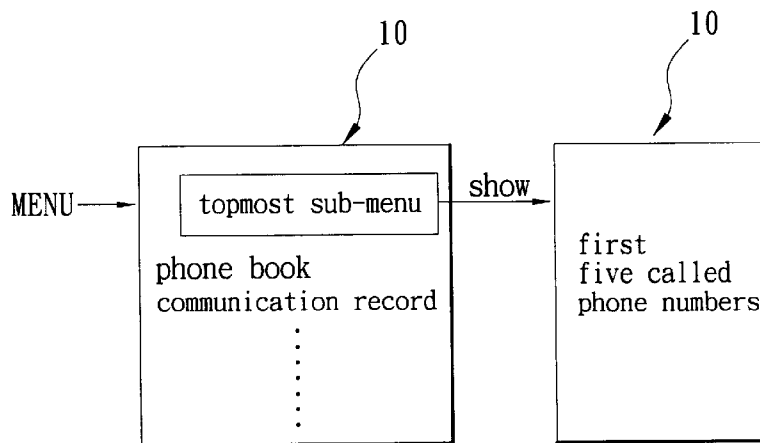 10
10
MENU
topmost sub-menu
show
phone book
communication record
first
five called
phone numbers